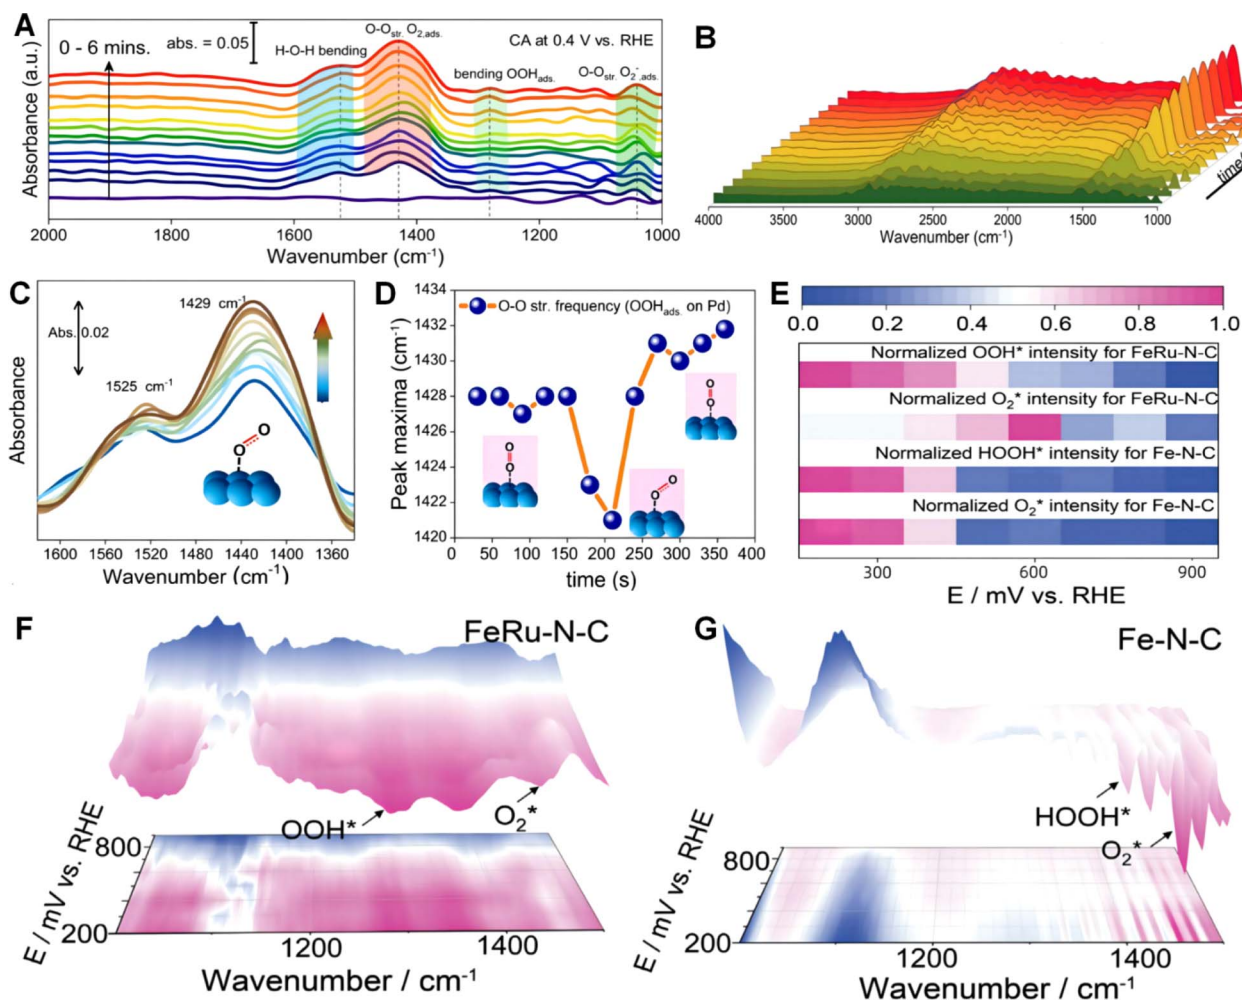 A
0 - 6 mins.
abs. = 0.05
H-O-H bending
O-Ostr. O2,ads.
CA at 0.4 V vs. RHE
bending OOHads.
O-Ostr. O2-,ads.
Absorbance (a.u.)
2000 1800 1600 1400 1200 1000
Wavenumber (cm-1)
B
time/
4000 3500 3000 2500 2000 1500 1000
Wavenumber (cm-1)
C
Abs. 0.02
1429 cm-1
1525 cm-1
O
O
Absorbance
1600 1560 1520 1480 1440 1400 1360
Wavenumber (cm-1)
D
1434
1432
1430
1428
1426
1424
1422
1420
Peak maxima (cm-1)
O-O str. frequency (OOHads. on Pd)
O
O
O
O
O
O
0 50 100 150 200 250 300 350 400
time (s)
E
0.0 0.2 0.4 0.6 0.8 1.0
Normalized OOH* intensity for FeRu-N-C
Normalized O2* intensity for FeRu-N-C
Normalized HOOH* intensity for Fe-N-C
Normalized O2* intensity for Fe-N-C
300 600 900
E / mV vs. RHE
F
FeRu-N-C
OOH*
O2*
E / mV vs. RHE
800
200
1200 1400
Wavenumber / cm-1
G
Fe-N-C
HOOH*
O2*
E / mV vs. RHE
800
200
1200 1400
Wavenumber / cm-1